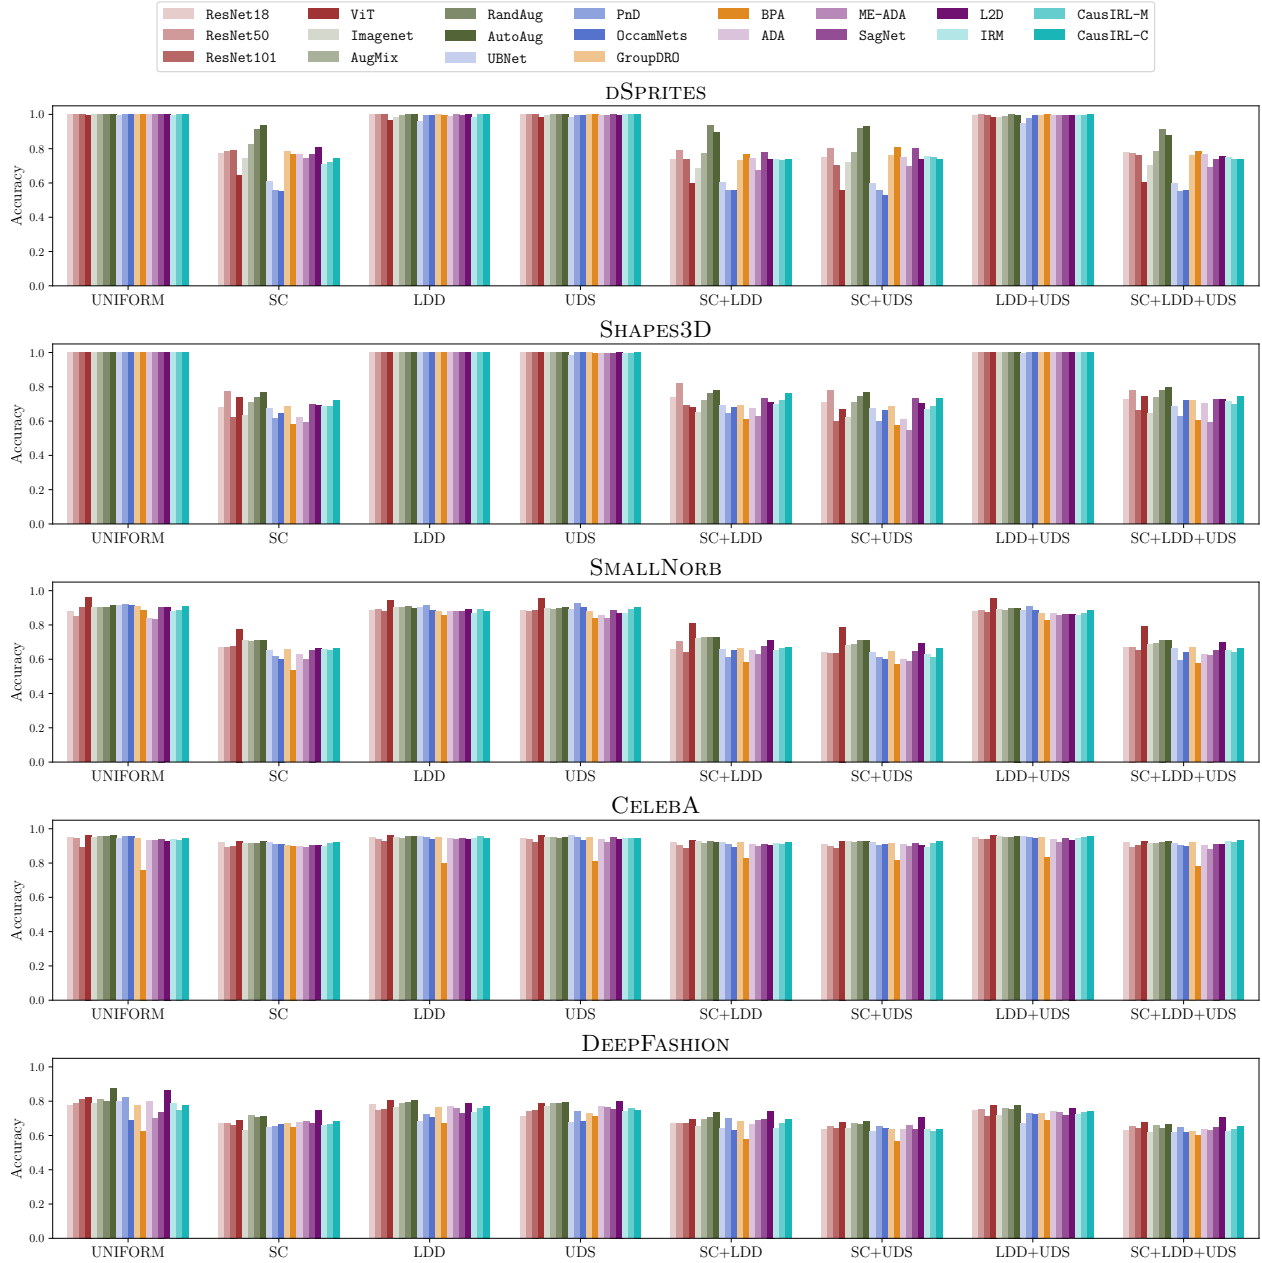 ResNet18 ViT RandAug PnD BPA ME-ADA L2D CausIRL-M
ResNet50 Imagenet AutoAug OccamNets ADA SagNet IRM CausIRL-C
ResNet101 AugMix UBNet GroupDRO
DSPRITES
1.0
0.8
0.6
0.4
0.2
0.0
Accuracy
UNIFORM SC LDD UDS SC+LDD SC+UDS LDD+UDS SC+LDD+UDS
SHAPES3D
1.0
0.8
0.6
0.4
0.2
0.0
Accuracy
UNIFORM SC LDD UDS SC+LDD SC+UDS LDD+UDS SC+LDD+UDS
SMALLNORB
1.0
0.8
0.6
0.4
0.2
0.0
Accuracy
UNIFORM SC LDD UDS SC+LDD SC+UDS LDD+UDS SC+LDD+UDS
CELEBA
1.0
0.8
0.6
0.4
0.2
0.0
Accuracy
UNIFORM SC LDD UDS SC+LDD SC+UDS LDD+UDS SC+LDD+UDS
DEEPFASHION
1.0
0.8
0.6
0.4
0.2
0.0
Accuracy
UNIFORM SC LDD UDS SC+LDD SC+UDS LDD+UDS SC+LDD+UDS